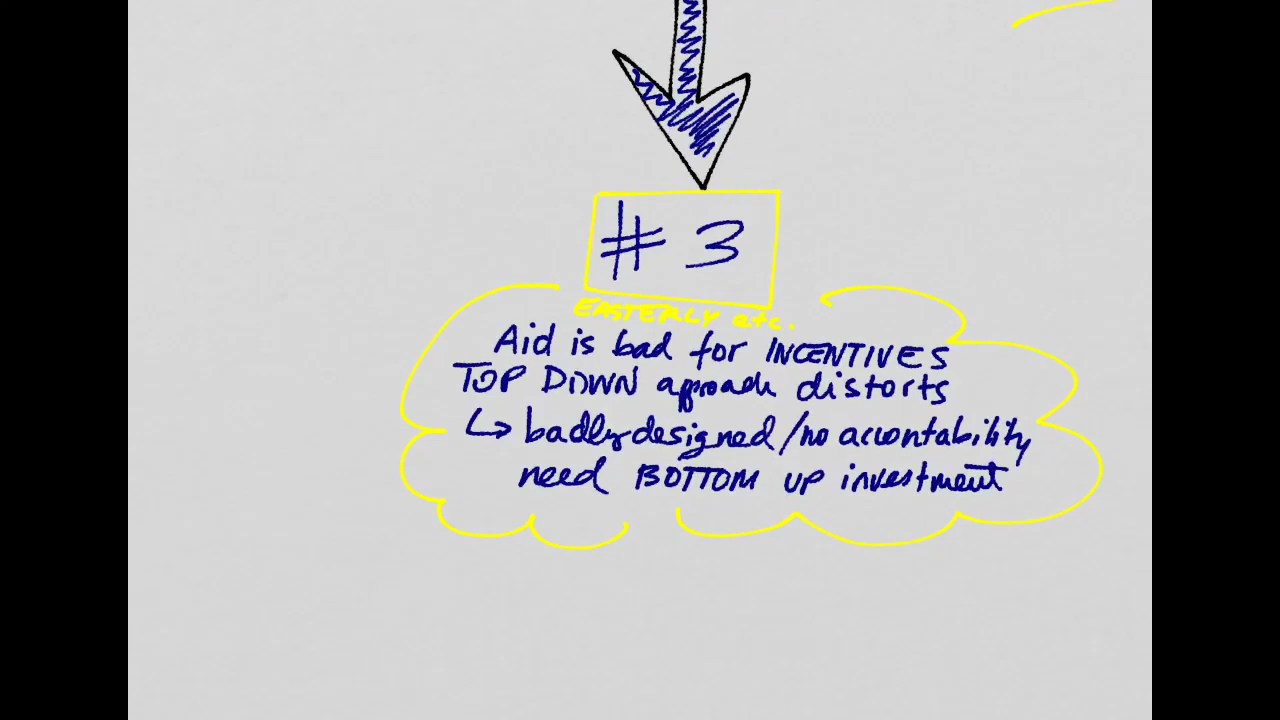 # 3
EASTERLY etc.
Aid is bad for INCENTIVES
TOP DOWN approach distorts
↳ badly designed / no accountability
need BOTTOM UP investment